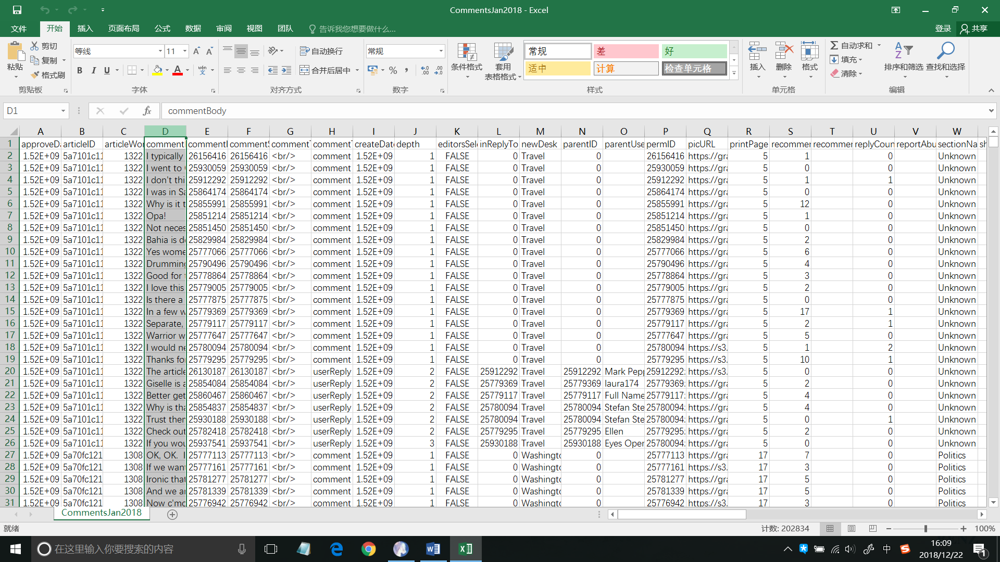 CommentsJan2018 - Excel
文件 开始 插入 页面布局 公式 数据 审阅 视图 团队 告诉我您想要做什么... 登录 共享
粘贴 剪切 复制 格式刷 剪贴板
等线 11 B I U A wén 文 字体
自动换行 合并后居中 对齐方式
常规 % 数字
条件格式 套用 表格格式
常规 差 好
适中 计算 检查单元格
样式
插入 删除 格式 单元格
Σ 自动求和 填充 清除 排序和筛选 查找和选择 编辑
D1 fx commentBody
A B C D E F G H I J K L M N O P Q R S T U V W
1 approveDa articleID articleWor comment commentI commentS comment comment createDate depth editorsSele inReplyTo newDesk parentID parentUse permID picURL printPage recommen recommen replyCoun reportAbu sectionNa sh
2 1.52E+09 5a7101c11 1322 I typically 26156416 26156416 <br/> comment 1.52E+09 1 FALSE 0 Travel 0 26156416 https://gra 5 1 0 Unknown
3 1.52E+09 5a7101c11 1322 I went to 25930059 25930059 <br/> comment 1.52E+09 1 FALSE 0 Travel 0 25930059 https://gra 5 0 0 Unknown
4 1.52E+09 5a7101c11 1322 I don't thi 25912292 25912292 <br/> comment 1.52E+09 1 FALSE 0 Travel 0 25912292 https://gra 5 1 1 Unknown
5 1.52E+09 5a7101c11 1322 I was in Sa 25864174 25864174 <br/> comment 1.52E+09 1 FALSE 0 Travel 0 25864174 https://gra 5 0 0 Unknown
6 1.52E+09 5a7101c11 1322 Why is it t 25855991 25855991 <br/> comment 1.52E+09 1 FALSE 0 Travel 0 25855991 https://gra 5 12 0 Unknown
7 1.52E+09 5a7101c11 1322 Opa! 25851214 25851214 <br/> comment 1.52E+09 1 FALSE 0 Travel 0 25851214 https://gra 5 1 0 Unknown
8 1.52E+09 5a7101c11 1322 Not neces 25851450 25851450 <br/> comment 1.52E+09 1 FALSE 0 Travel 0 25851450 https://gra 5 0 0 Unknown
9 1.52E+09 5a7101c11 1322 Bahia is de 25829984 25829984 <br/> comment 1.52E+09 1 FALSE 0 Travel 0 25829984 https://gra 5 2 0 Unknown
10 1.52E+09 5a7101c11 1322 Yes wome 25777066 25777066 <br/> comment 1.52E+09 1 FALSE 0 Travel 0 25777066 https://gra 5 6 0 Unknown
11 1.52E+09 5a7101c11 1322 Drumming 25790496 25790496 <br/> comment 1.52E+09 1 FALSE 0 Travel 0 25790496 https://gra 5 4 0 Unknown
12 1.52E+09 5a7101c11 1322 Good for t 25778864 25778864 <br/> comment 1.52E+09 1 FALSE 0 Travel 0 25778864 https://gra 5 3 0 Unknown
13 1.52E+09 5a7101c11 1322 I love this 25779005 25779005 <br/> comment 1.52E+09 1 FALSE 0 Travel 0 25779005 https://gra 5 2 0 Unknown
14 1.52E+09 5a7101c11 1322 Is there a 25777875 25777875 <br/> comment 1.52E+09 1 FALSE 0 Travel 0 25777875 https://gra 5 0 0 Unknown
15 1.52E+09 5a7101c11 1322 In a few w 25779369 25779369 <br/> comment 1.52E+09 1 FALSE 0 Travel 0 25779369 https://gra 5 17 1 Unknown
16 1.52E+09 5a7101c11 1322 Separate, 25779117 25779117 <br/> comment 1.52E+09 1 FALSE 0 Travel 0 25779117 https://gra 5 2 1 Unknown
17 1.52E+09 5a7101c11 1322 Warrior w 25777647 25777647 <br/> comment 1.52E+09 1 FALSE 0 Travel 0 25777647 https://gra 5 5 0 Unknown
18 1.52E+09 5a7101c11 1322 I would ne 25780094 25780094 <br/> comment 1.52E+09 1 FALSE 0 Travel 0 25780094 https://s3. 5 1 2 Unknown
19 1.52E+09 5a7101c11 1322 Thanks for 25779295 25779295 <br/> comment 1.52E+09 1 FALSE 0 Travel 0 25779295 https://s3. 5 10 1 Unknown
20 1.52E+09 5a7101c11 1322 The article 26130187 26130187 <br/> userReply 1.52E+09 2 FALSE 25912292 Travel 25912292 Mark Pepp 25912292: https://s3. 5 0 0 Unknown
21 1.52E+09 5a7101c11 1322 Giselle is a 25854084 25854084 <br/> userReply 1.52E+09 2 FALSE 25779369 Travel 25779369 laura174 25779369: https://gra 5 2 0 Unknown
22 1.52E+09 5a7101c11 1322 Better get 25860467 25860467 <br/> userReply 1.52E+09 2 FALSE 25779117 Travel 25779117 Full Name 25779117: https://gra 5 4 0 Unknown
23 1.52E+09 5a7101c11 1322 Why is tha 25854837 25854837 <br/> userReply 1.52E+09 2 FALSE 25780094 Travel 25780094 Stefan Ste 25780094: https://gra 5 4 0 Unknown
24 1.52E+09 5a7101c11 1322 Trust them 25930188 25930188 <br/> userReply 1.52E+09 2 FALSE 25780094 Travel 25780094 Stefan Ste 25780094: https://gra 5 0 1 Unknown
25 1.52E+09 5a7101c11 1322 Check out 25782418 25782418 <br/> userReply 1.52E+09 2 FALSE 25779295 Travel 25779295 Ellen 25779295: https://gra 5 2 0 Unknown
26 1.52E+09 5a7101c11 1322 If you wou 25937541 25937541 <br/> userReply 1.52E+09 3 FALSE 25930188 Travel 25930188 Eyes Oper 25780094: https://gra 5 0 0 Unknown
27 1.52E+09 5a70fc121 1308 OK, OK. I 25777113 25777113 <br/> comment 1.52E+09 1 FALSE 0 Washingto 0 25777113 https://gra 17 7 0 Politics
28 1.52E+09 5a70fc121 1308 If we want 25777161 25777161 <br/> comment 1.52E+09 1 FALSE 0 Washingto 0 25777161 https://s3. 17 3 0 Politics
29 1.52E+09 5a70fc121 1308 Ironic that 25781277 25781277 <br/> comment 1.52E+09 1 FALSE 0 Washingto 0 25781277 https://gra 17 5 0 Politics
30 1.52E+09 5a70fc121 1308 And we ar 25781339 25781339 <br/> comment 1.52E+09 1 FALSE 0 Washingto 0 25781339 https://gra 17 5 0 Politics
31 1.52E+09 5a70fc121 1308 Now c'mo 25776942 25776942 <br/> comment 1.52E+09 1 FALSE 0 Washingto 0 25776942 https://s3. 17 3 0 Politics
CommentsJan2018
就绪 计数: 202834 100%
在这里输入你要搜索的内容 中 16:09
2018/12/22 1